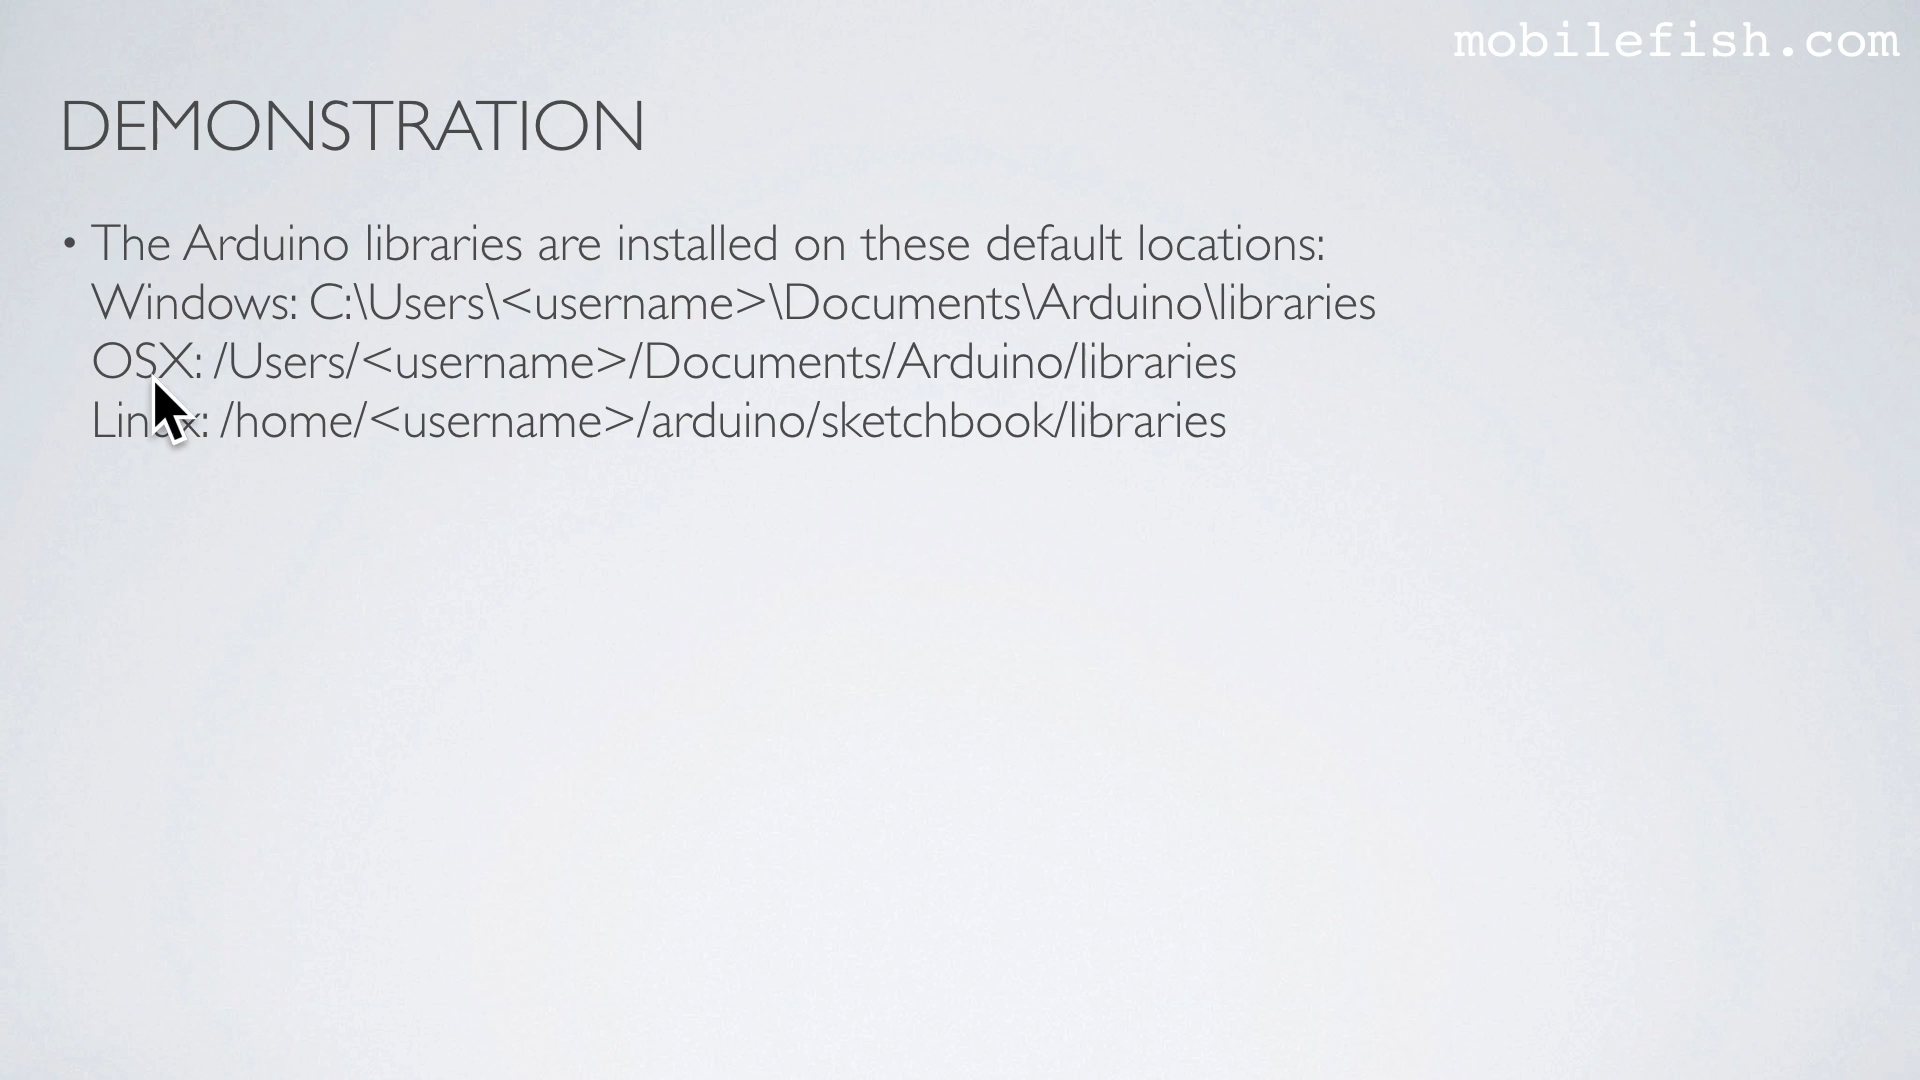 mobilefish.com
DEMONSTRATION
• The Arduino libraries are installed on these default locations:
Windows: C:\Users\<username>\Documents\Arduino\libraries
OSX: /Users/<username>/Documents/Arduino/libraries
Linux: /home/<username>/arduino/sketchbook/libraries